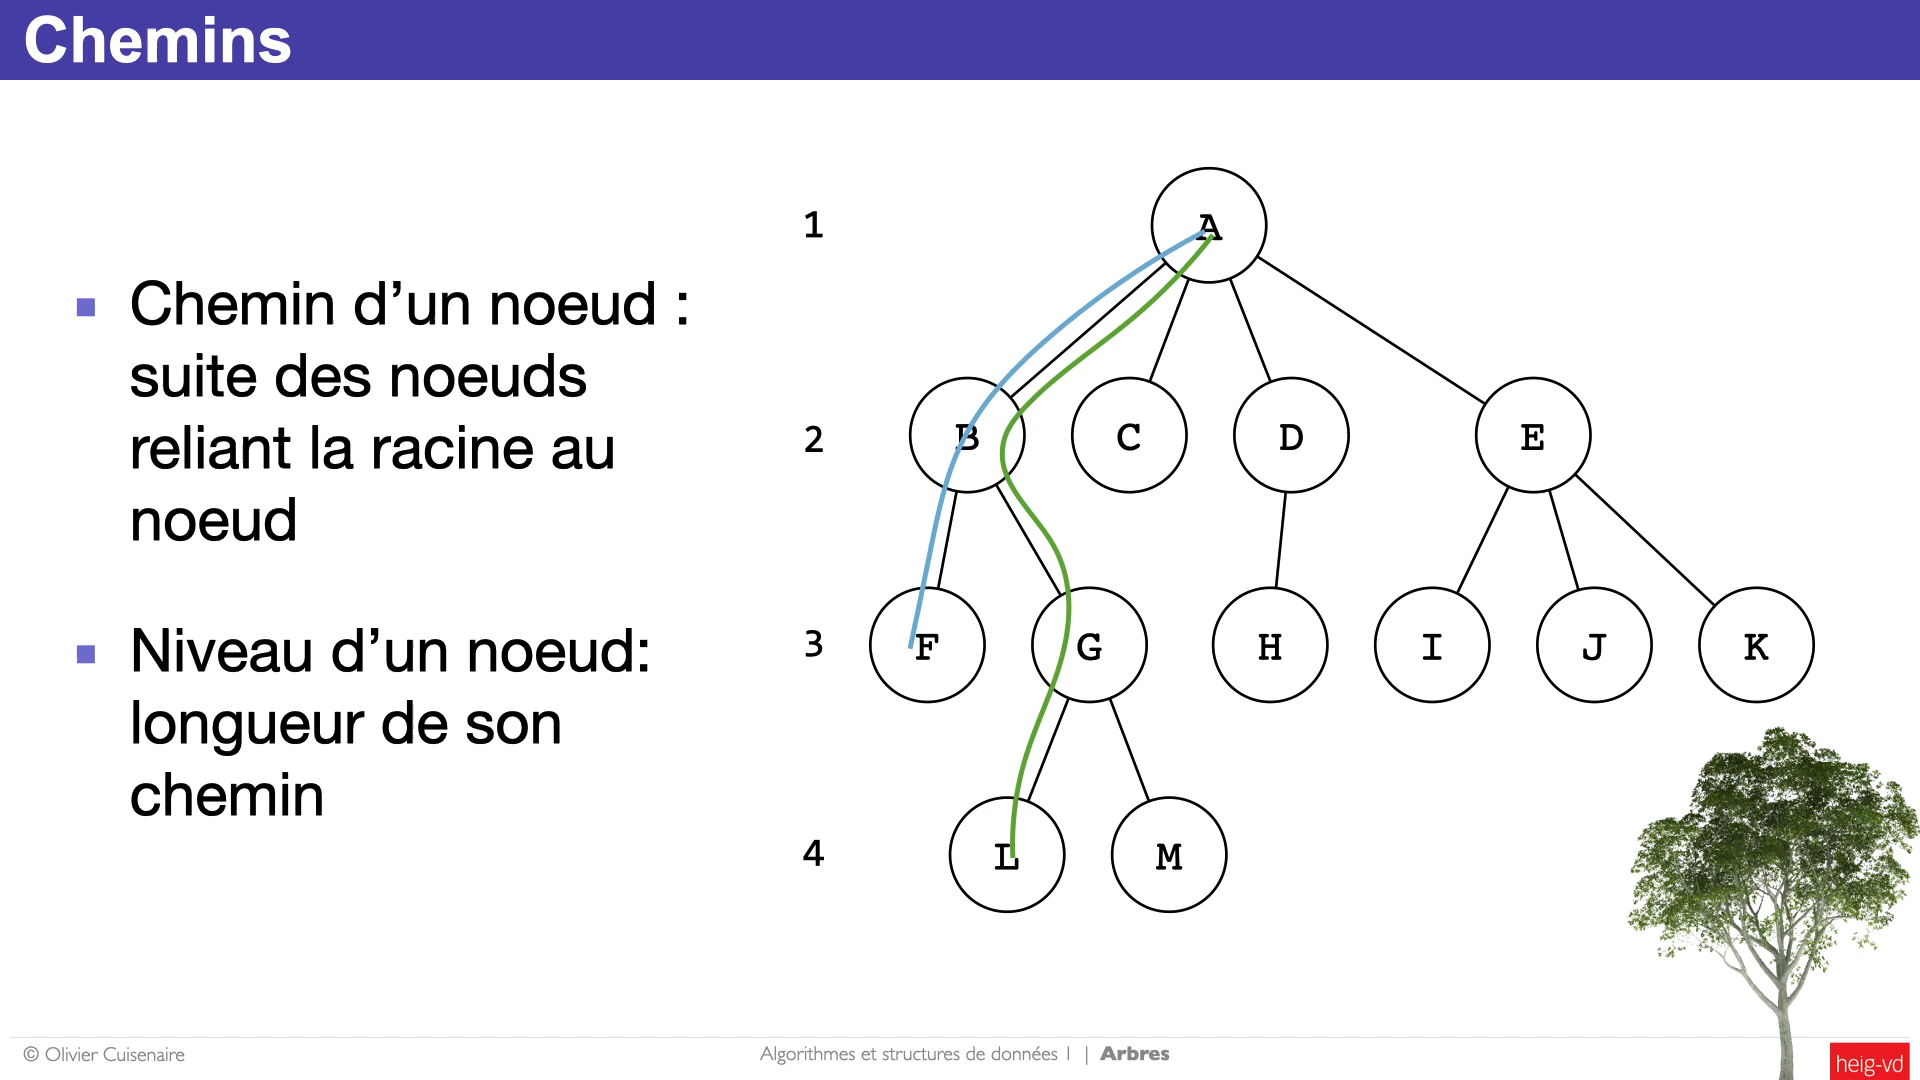 Chemins
Chemin d’un noeud :
suite des noeuds
reliant la racine au
noeud
Niveau d’un noeud:
longueur de son
chemin
1
A
2
B C D E
3
F G H I J K
4
L M
© Olivier Cuisenaire
Algorithmes et structures de données 1 | Arbres
heig-vd